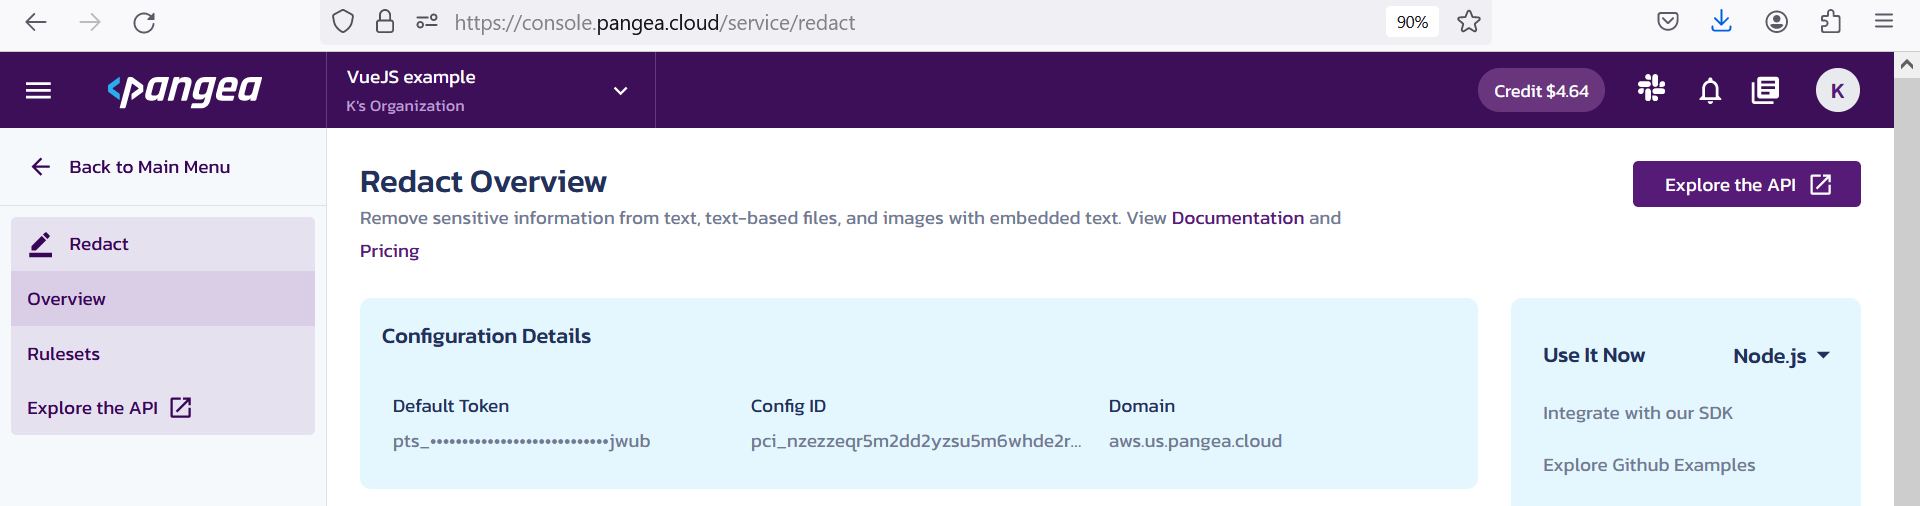 https://console.pangea.cloud/service/redact
90%
pangea
VueJS example
K's Organization
Credit $4.64
K
Back to Main Menu
Redact
Overview
Rulesets
Explore the API
Redact Overview
Explore the API
Remove sensitive information from text, text-based files, and images with embedded text. View Documentation and
Pricing
Configuration Details
Default Token
Config ID
Domain
pts_••••••••••••••••••••••••••••jwub
pci_nzezzeqr5m2dd2yzsu5m6whde2r...
aws.us.pangea.cloud
Use It Now
Node.js
Integrate with our SDK
Explore Github Examples